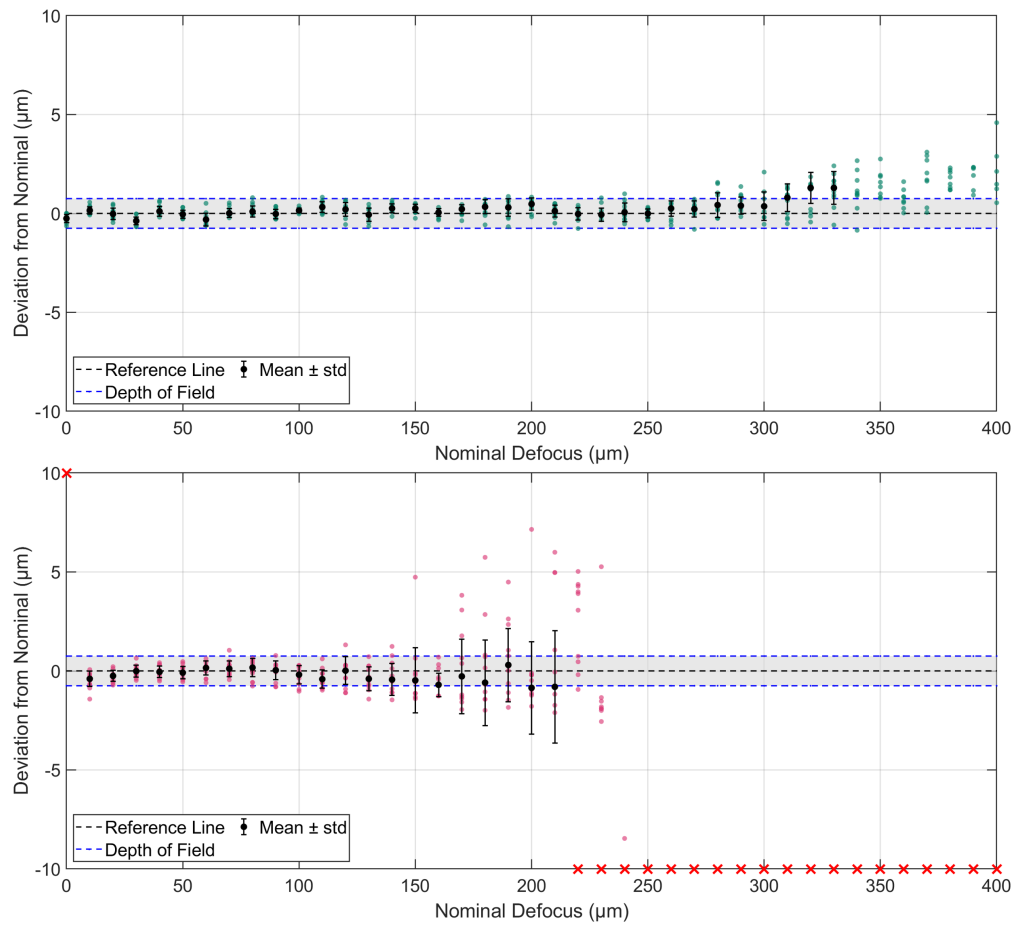 10
5
0
-5
-10
Deviation from Nominal (µm)
Reference Line Mean ± std
Depth of Field
0 50 100 150 200 250 300 350 400
Nominal Defocus (µm)
10
5
0
-5
-10
Deviation from Nominal (µm)
Reference Line Mean ± std
Depth of Field
0 50 100 150 200 250 300 350 400
Nominal Defocus (µm)